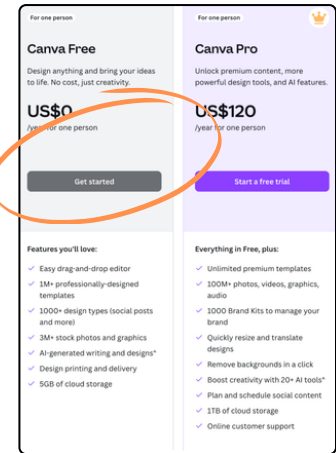 For one person
Canva Free
Design anything and bring your ideas
to life. No cost, just creativity.
US$0
/year for one person
Get started
Features you'll love:
Easy drag-and-drop editor
1M+ professionally-designed
templates
1000+ design types (social posts
and more)
3M+ stock photos and graphics
AI-generated writing and designs*
Design printing and delivery
5GB of cloud storage
For one person
Canva Pro
Unlock premium content, more
powerful design tools, and AI features.
US$120
/year for one person
Start a free trial
Everything in Free, plus:
Unlimited premium templates
100M+ photos, videos, graphics,
audio
1000 Brand Kits to manage your
brand
Quickly resize and translate
designs
Remove backgrounds in a click
Boost creativity with 20+ AI tools*
Plan and schedule social content
1TB of cloud storage
Online customer support